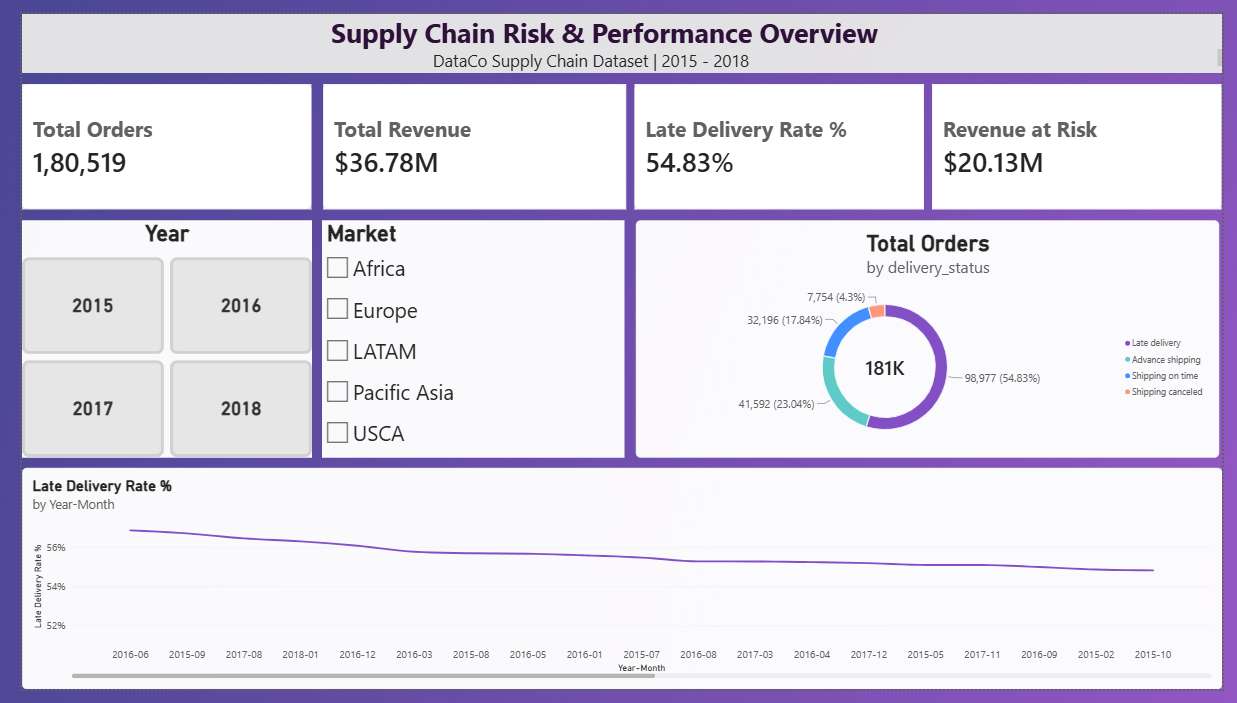 Supply Chain Risk & Performance Overview
DataCo Supply Chain Dataset | 2015 - 2018
Total Orders
1,80,519
Total Revenue
$36.78M
Late Delivery Rate %
54.83%
Revenue at Risk
$20.13M
Year
2015
2016
2017
2018
Market
Africa
Europe
LATAM
Pacific Asia
USCA
Total Orders
by delivery_status
7,754 (4.3%)
32,196 (17.84%)
41,592 (23.04%)
98,977 (54.83%)
181K
Late delivery
Advance shipping
Shipping on time
Shipping canceled
Late Delivery Rate %
by Year-Month
Late Delivery Rate %
56%
54%
52%
2016-06 2015-09 2017-08 2018-01 2016-12 2016-03 2015-08 2016-05 2016-01 2015-07 2016-08 2017-03 2016-04 2017-12 2015-05 2017-11 2016-09 2015-02 2015-10
Year-Month